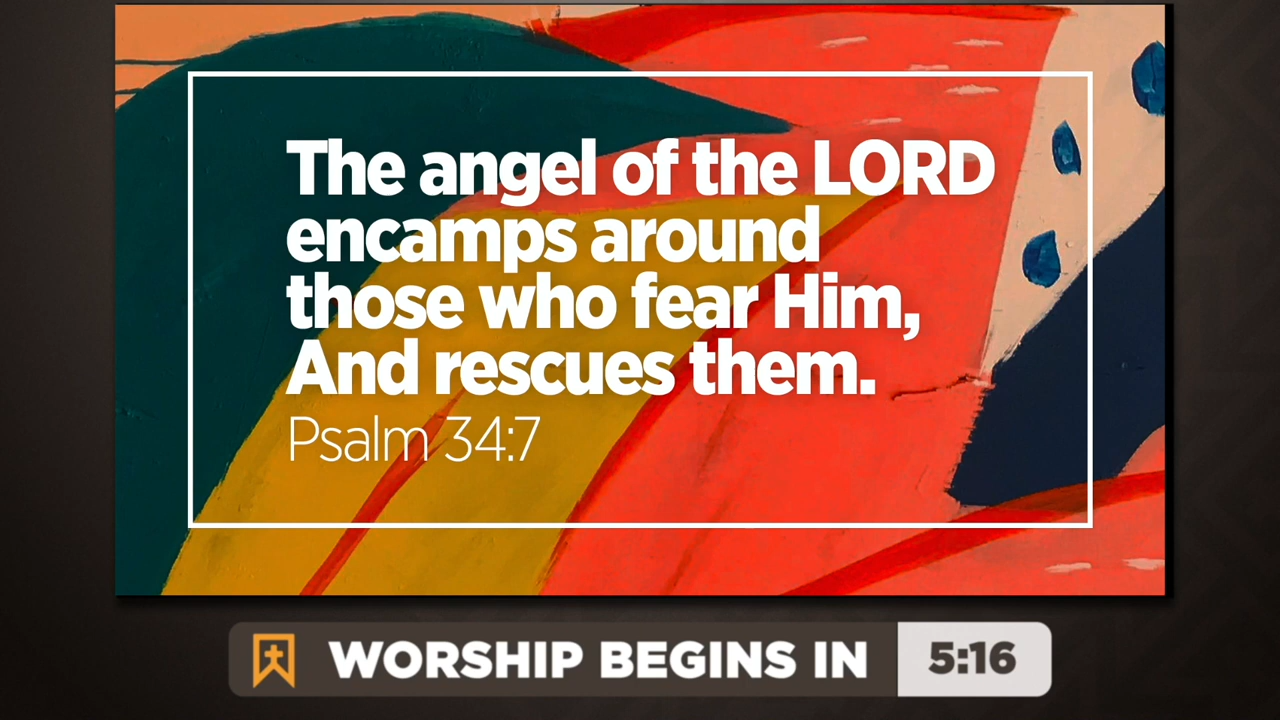 The angel of the LORD
encamps around
those who fear Him,
And rescues them.
Psalm 34:7
WORSHIP BEGINS IN 5:16